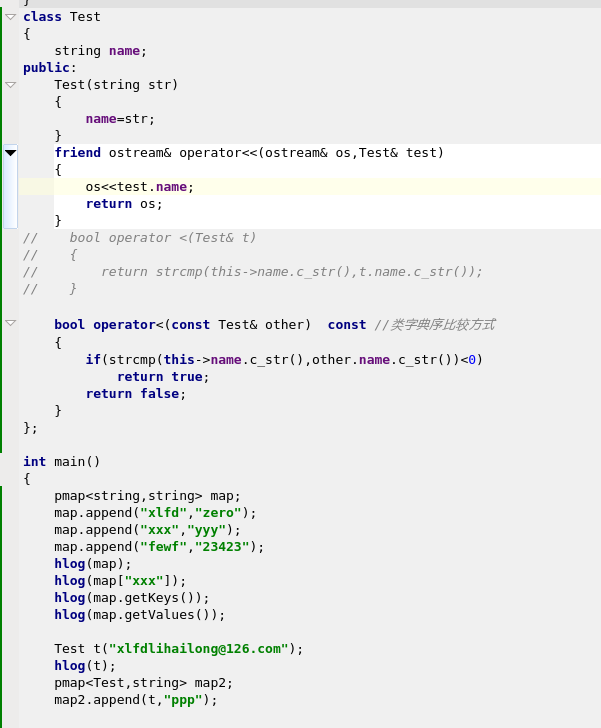 }
class Test
{
    string name;
public:
    Test(string str)
    {
        name=str;
    }
    friend ostream& operator<<(ostream& os,Test& test)
    {
        os<<test.name;
        return os;
    }
//    bool operator <(Test& t)
//    {
//        return strcmp(this->name.c_str(),t.name.c_str());
//    }
    bool operator<(const Test& other)  const //类字典序比较方式
    {
        if(strcmp(this->name.c_str(),other.name.c_str())<0)
            return true;
        return false;
    }
};
int main()
{
    pmap<string,string> map;
    map.append("xlfd","zero");
    map.append("xxx","yyy");
    map.append("fewf","23423");
    hlog(map);
    hlog(map["xxx"]);
    hlog(map.getKeys());
    hlog(map.getValues());
    Test t("xlfdlihailong@126.com");
    hlog(t);
    pmap<Test,string> map2;
    map2.append(t,"ppp");